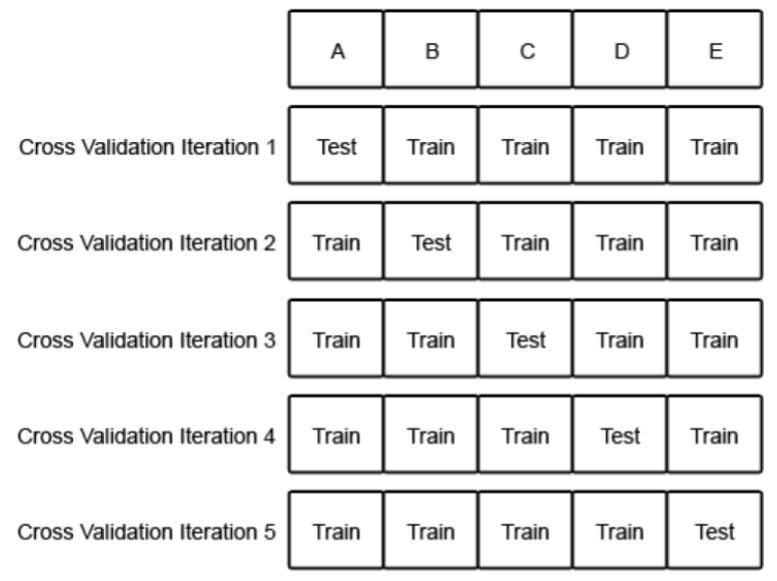 A B C D E
Cross Validation Iteration 1 Test Train Train Train Train
Cross Validation Iteration 2 Train Test Train Train Train
Cross Validation Iteration 3 Train Train Test Train Train
Cross Validation Iteration 4 Train Train Train Test Train
Cross Validation Iteration 5 Train Train Train Train Test